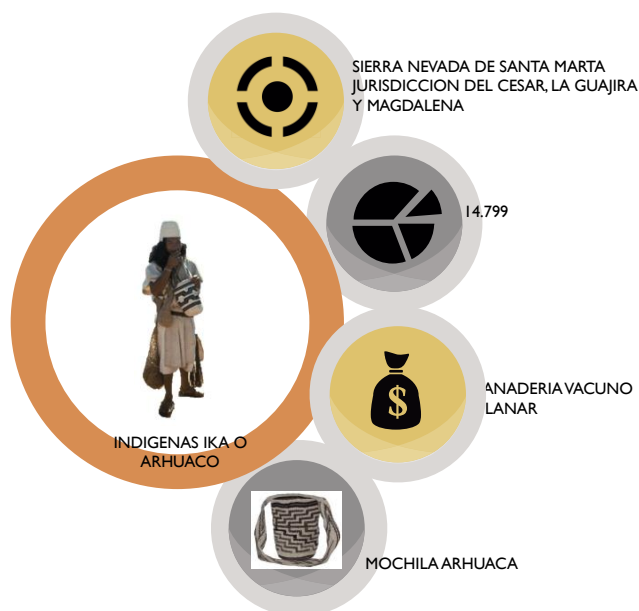 SIERRA NEVADA DE SANTA MARTA
JURISDICCION DEL CESAR, LA GUAJIRA
Y MAGDALENA
14.799
ANADERIA VACUNO
LANAR
$
INDIGENAS IKA O
ARHUACO
MOCHILA ARHUACA